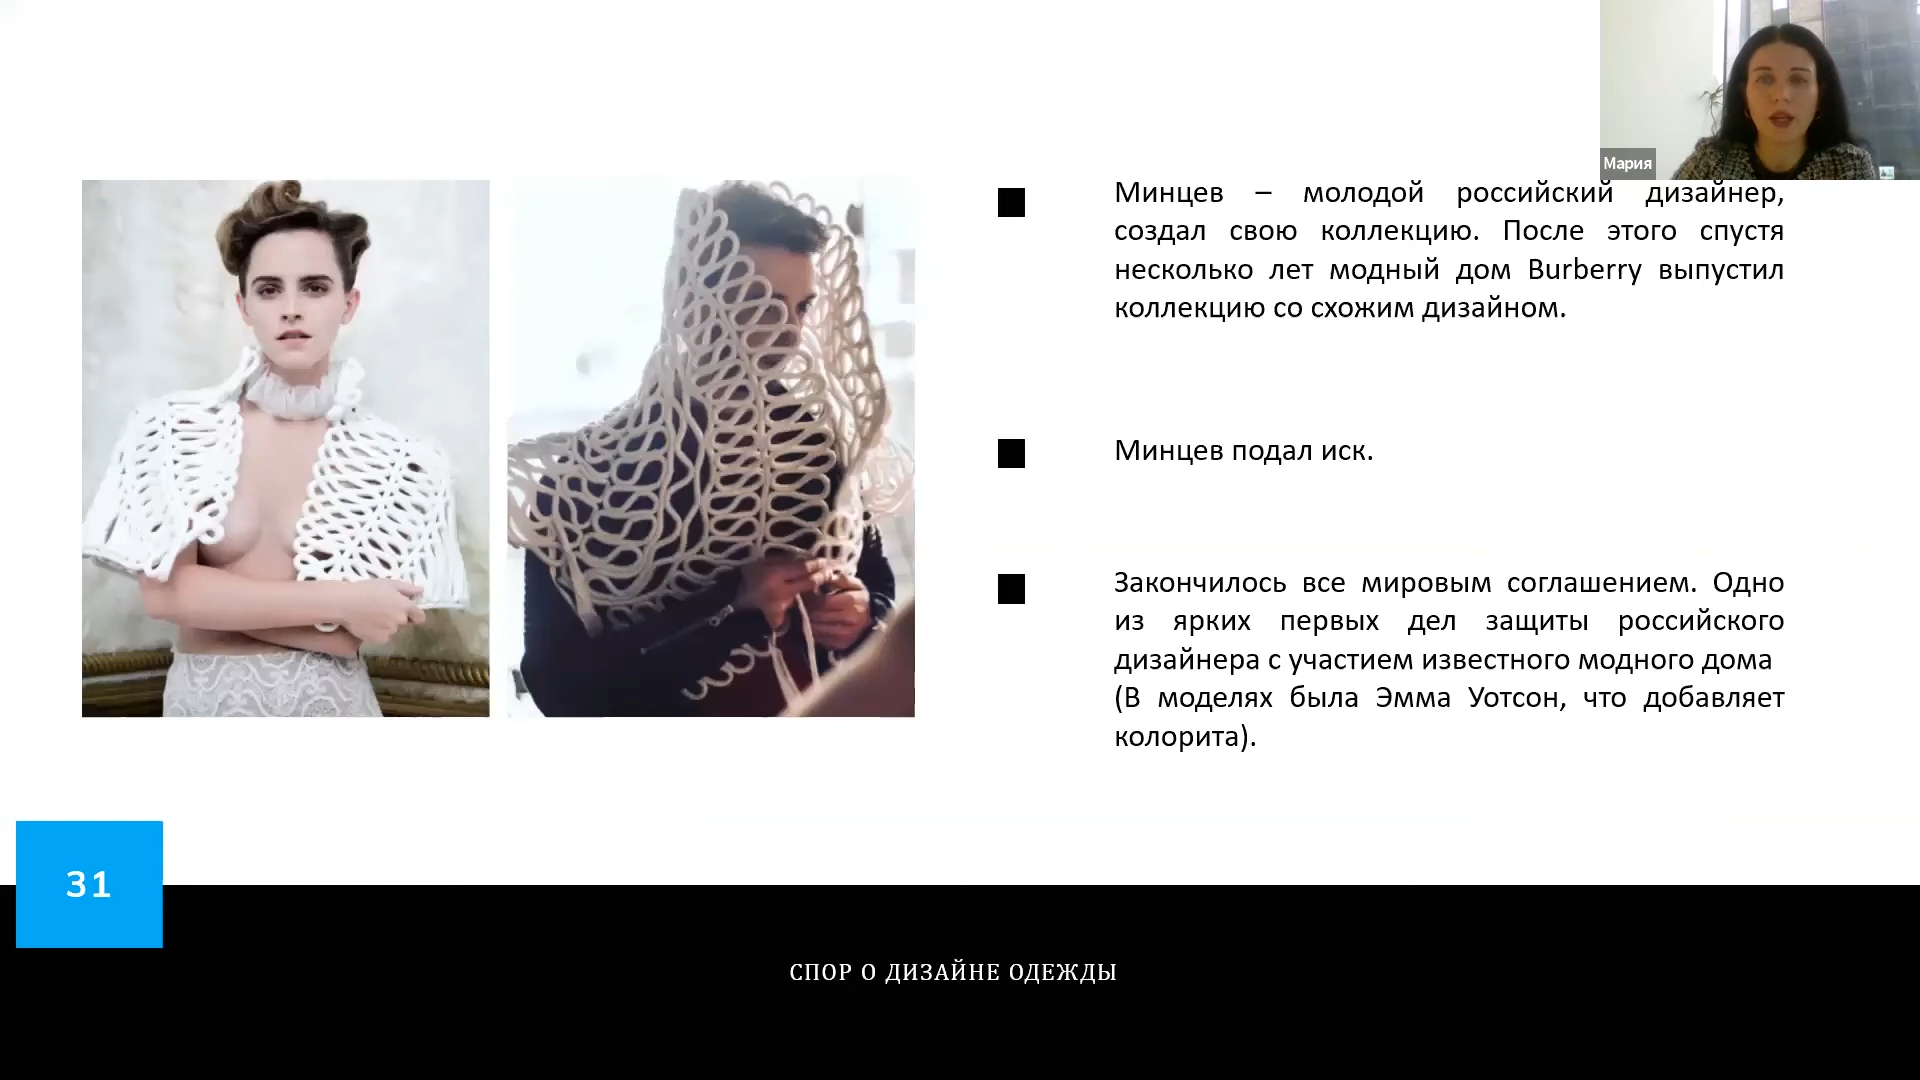 Мария
Минцев – молодой российский дизайнер,
создал свою коллекцию. После этого спустя
несколько лет модный дом Burberry выпустил
коллекцию со схожим дизайном.
Минцев подал иск.
Закончилось все мировым соглашением. Одно
из ярких первых дел защиты российского
дизайнера с участием известного модного дома
(В моделях была Эмма Уотсон, что добавляет
колорита).
31
СПОР О ДИЗАЙНЕ ОДЕЖДЫ